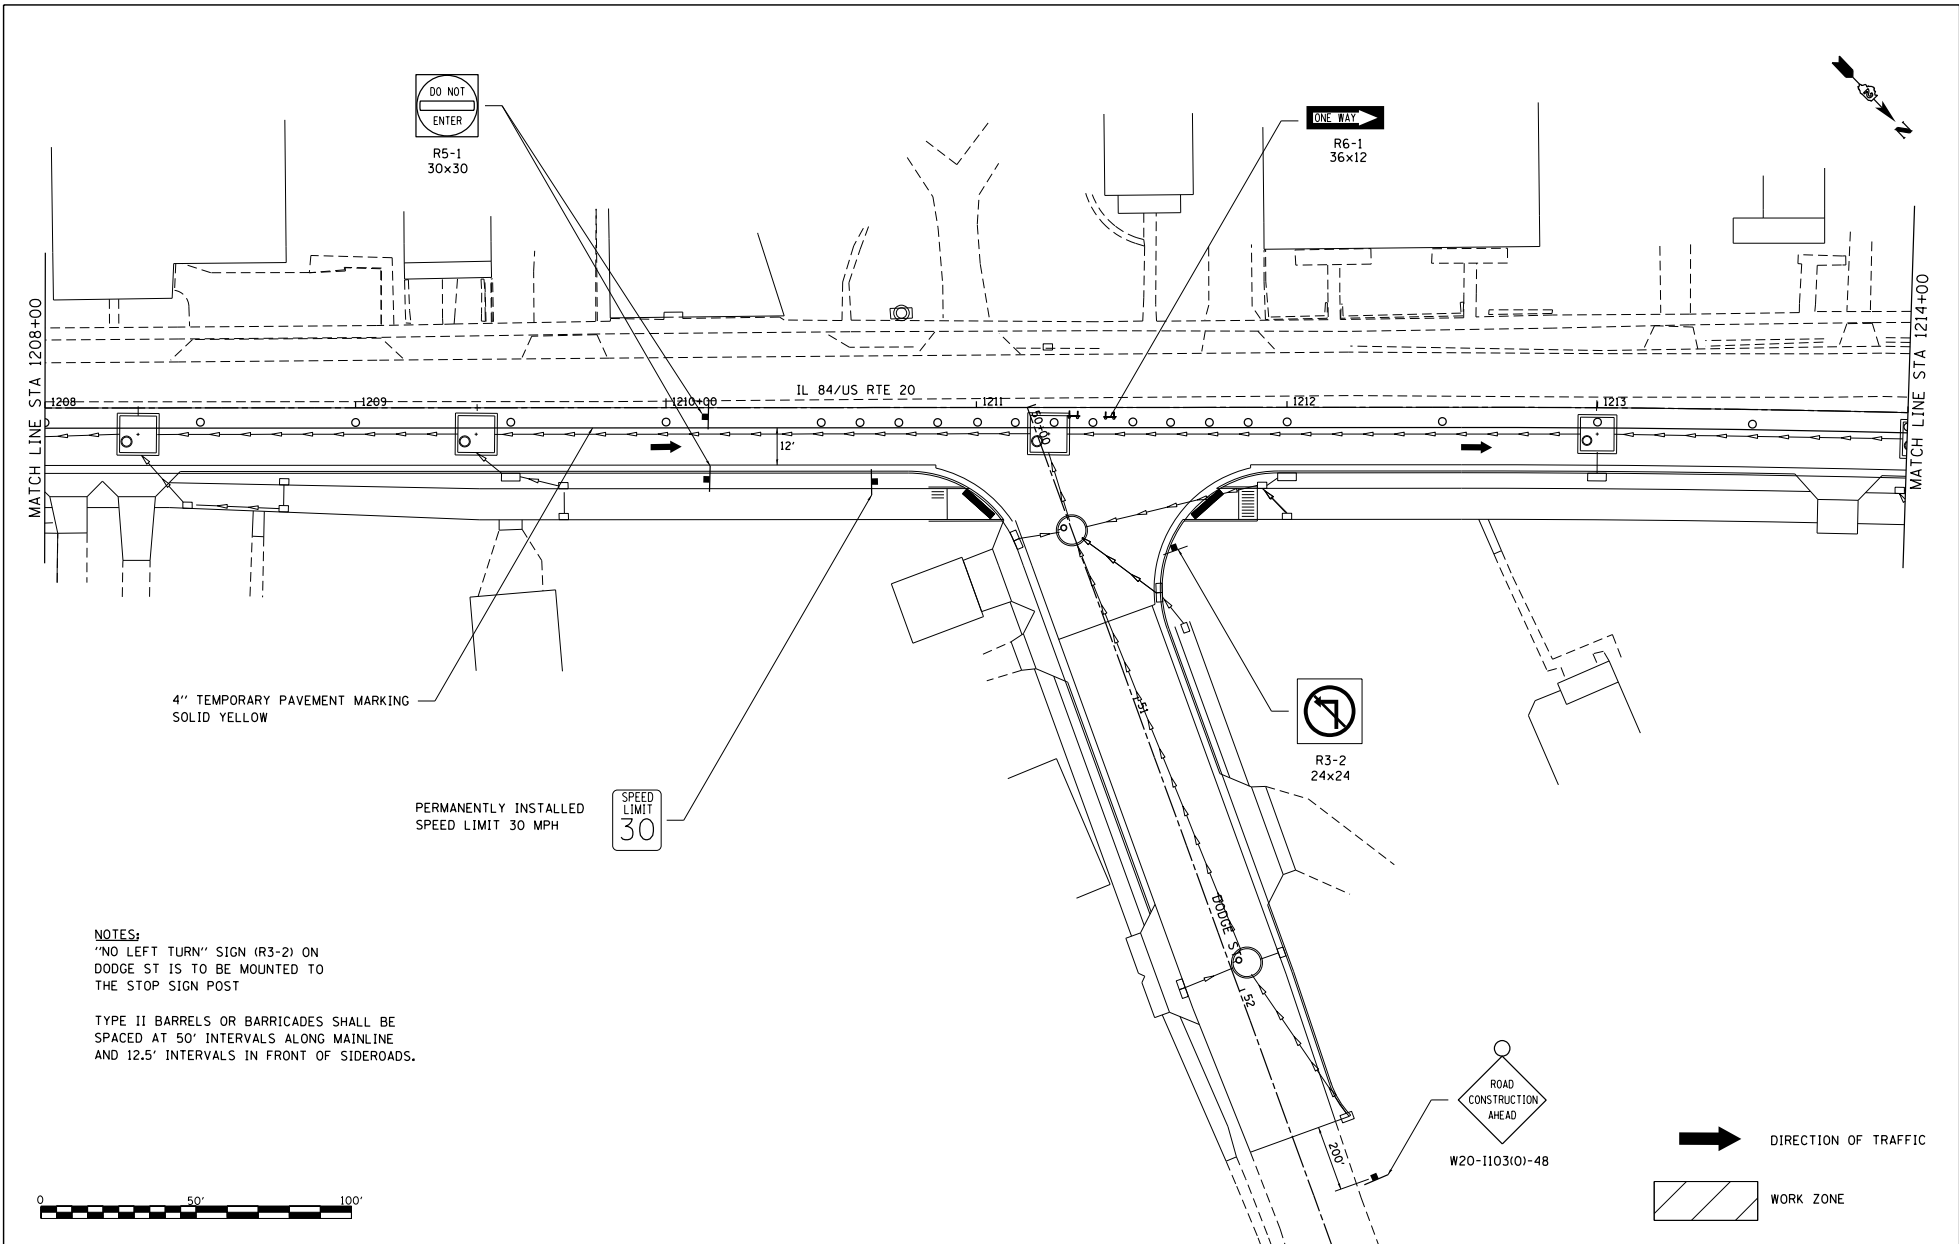 DO NOT
ENTER
R5-1
30x30
ONE WAY
R6-1
36x12
N
MATCH LINE STA 1208+00
MATCH LINE STA 1214+00
IL 84/US RTE 20
1208
1209
1210+00
1211
1212
1213
50+00
12'
51
DODGE ST
52
4'' TEMPORARY PAVEMENT MARKING
SOLID YELLOW
R3-2
24x24
PERMANENTLY INSTALLED
SPEED LIMIT 30 MPH
SPEED
LIMIT
30
NOTES:
"NO LEFT TURN" SIGN (R3-2) ON
DODGE ST IS TO BE MOUNTED TO
THE STOP SIGN POST
TYPE II BARRELS OR BARRICADES SHALL BE
SPACED AT 50' INTERVALS ALONG MAINLINE
AND 12.5' INTERVALS IN FRONT OF SIDEROADS.
ROAD
CONSTRUCTION
AHEAD
W20-I103(O)-48
200'
DIRECTION OF TRAFFIC
WORK ZONE
0 50' 100'